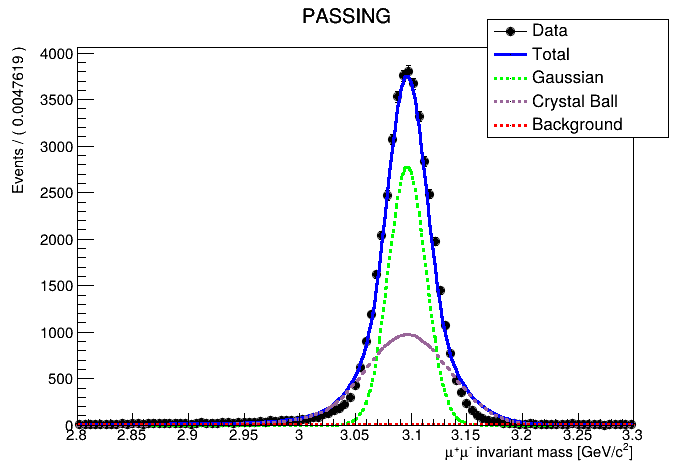 PASSING
Data
Total
Gaussian
Crystal Ball
Background
Events / ( 0.0047619 )
4000
3500
3000
2500
2000
1500
1000
500
0
2.8 2.85 2.9 2.95 3 3.05 3.1 3.15 3.2 3.25 3.3
μ⁺μ⁻ invariant mass [GeV/c²]